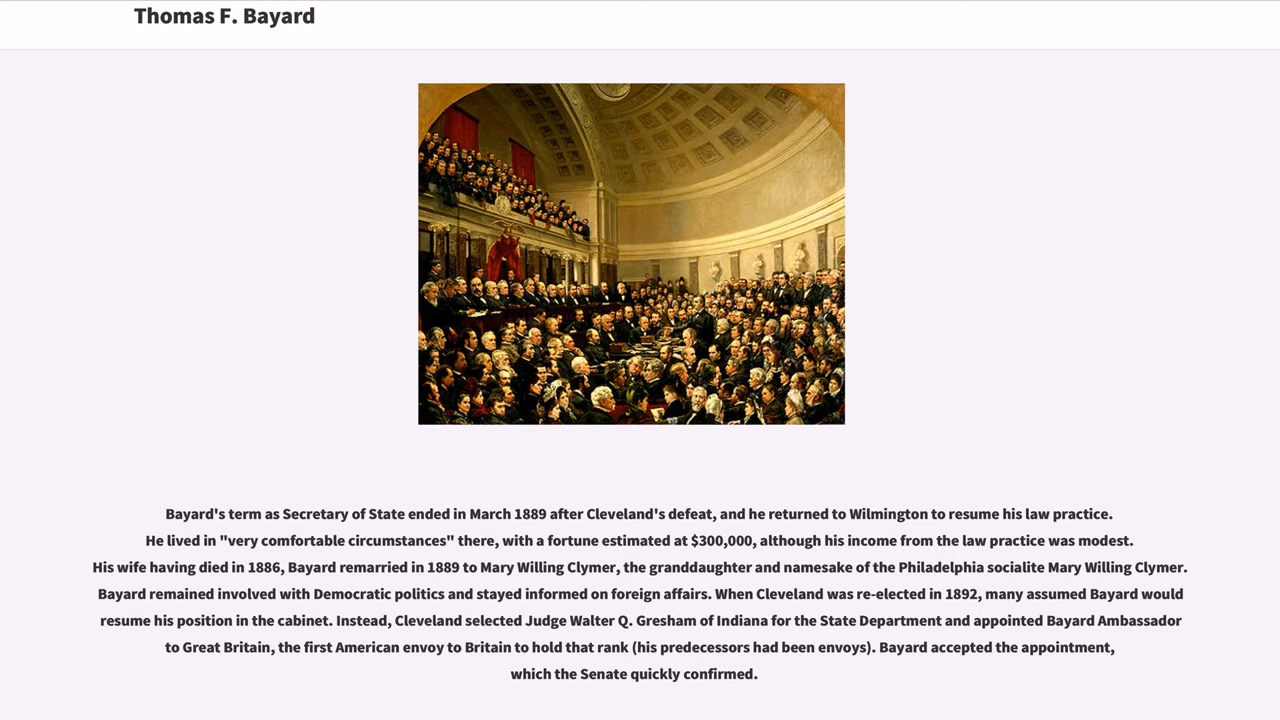 Thomas F. Bayard
Bayard's term as Secretary of State ended in March 1889 after Cleveland's defeat, and he returned to Wilmington to resume his law practice.
He lived in "very comfortable circumstances" there, with a fortune estimated at $300,000, although his income from the law practice was modest.
His wife having died in 1886, Bayard remarried in 1889 to Mary Willing Clymer, the granddaughter and namesake of the Philadelphia socialite Mary Willing Clymer.
Bayard remained involved with Democratic politics and stayed informed on foreign affairs. When Cleveland was re-elected in 1892, many assumed Bayard would
resume his position in the cabinet. Instead, Cleveland selected Judge Walter Q. Gresham of Indiana for the State Department and appointed Bayard Ambassador
to Great Britain, the first American envoy to Britain to hold that rank (his predecessors had been envoys). Bayard accepted the appointment,
which the Senate quickly confirmed.